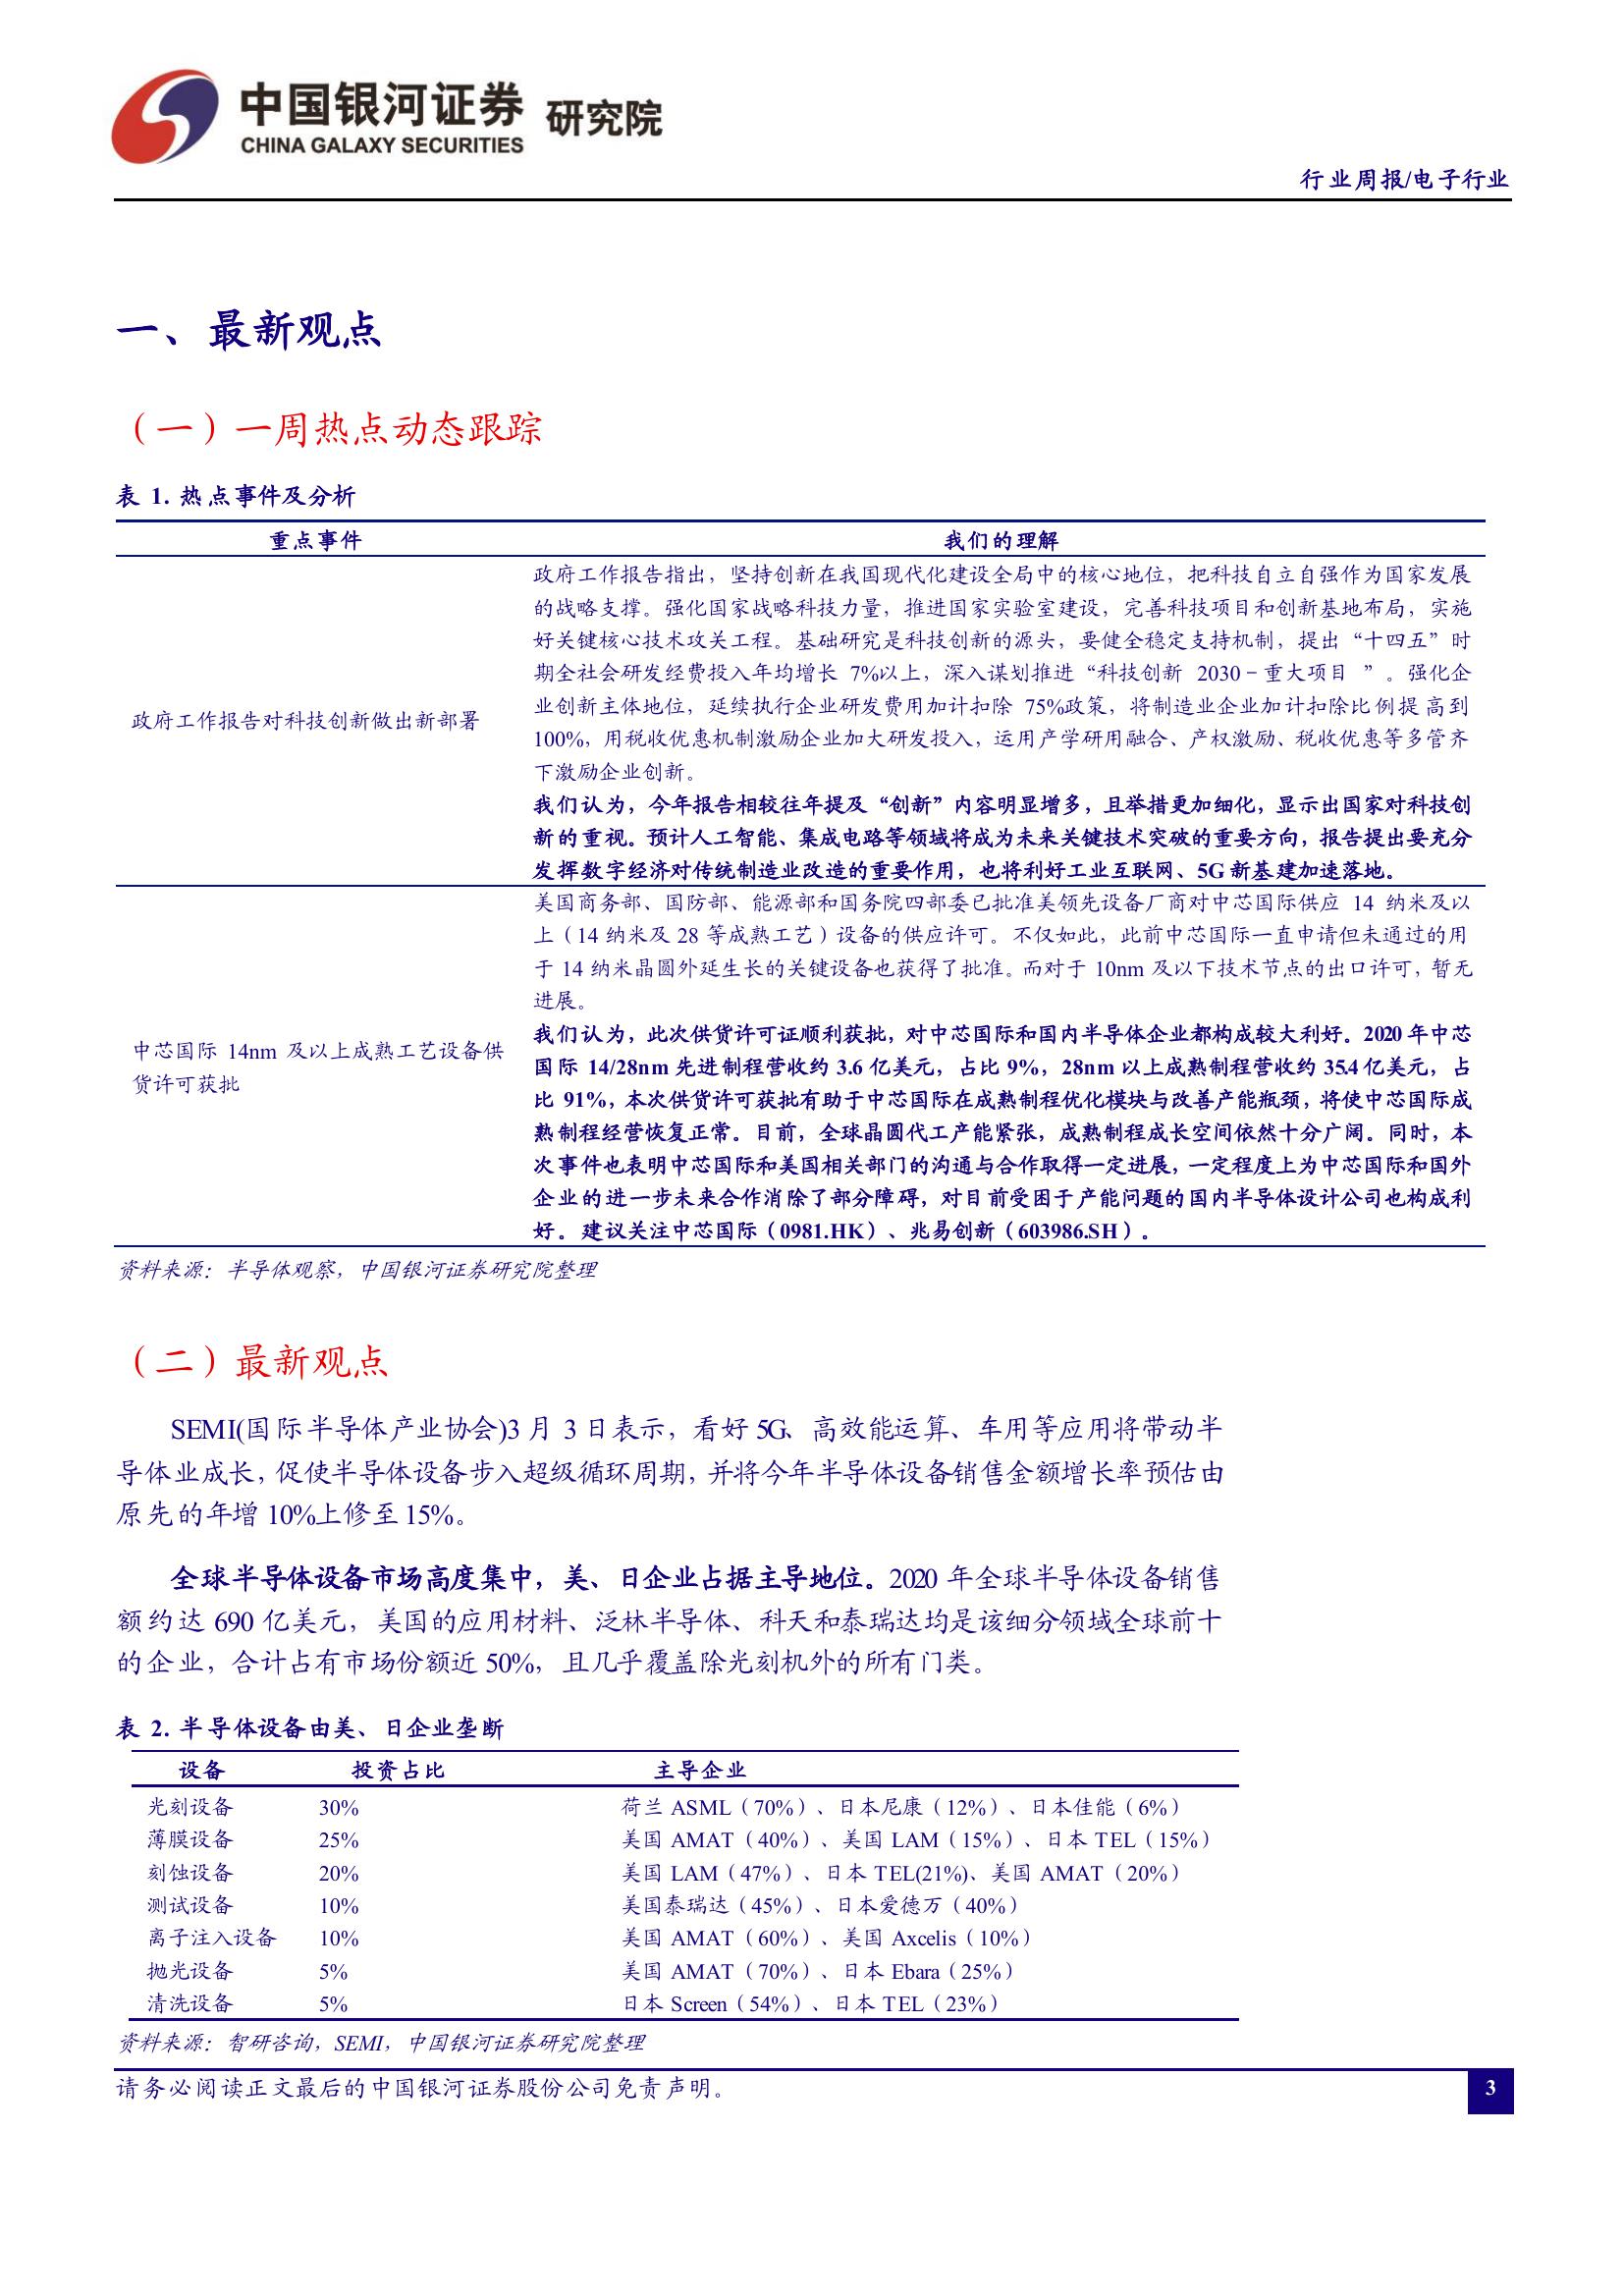 中国银河证券 研究院
CHINA GALAXY SECURITIES
行业周报/电子行业
一、最新观点
（一）一周热点动态跟踪
表 1. 热点事件及分析
重点事件 我们的理解
政府工作报告对科技创新做出新部署
政府工作报告指出，坚持创新在我国现代化建设全局中的核心地位，把科技自立自强作为国家发展
的战略支撑。强化国家战略科技力量，推进国家实验室建设，完善科技项目和创新基地布局，实施
好关键核心技术攻关工程。基础研究是科技创新的源头，要健全稳定支持机制，提出“十四五”时
期全社会研发经费投入年均增长 7%以上，深入谋划推进“科技创新 2030－重大项目 ”。强化企
业创新主体地位，延续执行企业研发费用加计扣除 75%政策，将制造业企业加计扣除比例提高到
100%，用税收优惠机制激励企业加大研发投入，运用产学研用融合、产权激励、税收优惠等多管齐
下激励企业创新。
我们认为，今年报告相较往年提及“创新”内容明显增多，且举措更加细化，显示出国家对科技创
新的重视。预计人工智能、集成电路等领域将成为未来关键技术突破的重要方向，报告提出要充分
发挥数字经济对传统制造业改造的重要作用，也将利好工业互联网、5G 新基建加速落地。
中芯国际 14nm 及以上成熟工艺设备供
货许可获批
美国商务部、国防部、能源部和国务院四部委已批准美领先设备厂商对中芯国际供应 14 纳米及以
上（14 纳米及 28 等成熟工艺）设备的供应许可。不仅如此，此前中芯国际一直申请但未通过的用
于 14 纳米晶圆外延生长的关键设备也获得了批准。而对于 10nm 及以下技术节点的出口许可，暂无
进展。
我们认为，此次供货许可证顺利获批，对中芯国际和国内半导体企业都构成较大利好。2020 年中芯
国际 14/28nm 先进制程营收约 3.6 亿美元，占比 9%，28nm 以上成熟制程营收约 35.4 亿美元，占
比 91%，本次供货许可获批有助于中芯国际在成熟制程优化模块与改善产能瓶颈，将使中芯国际成
熟制程经营恢复正常。目前，全球晶圆代工产能紧张，成熟制程成长空间依然十分广阔。同时，本
次事件也表明中芯国际和美国相关部门的沟通与合作取得一定进展，一定程度上为中芯国际和国外
企业的进一步未来合作消除了部分障碍，对目前受困于产能问题的国内半导体设计公司也构成利
好。建议关注中芯国际（0981.HK）、兆易创新（603986.SH）。
资料来源：半导体观察，中国银河证券研究院整理
（二）最新观点
SEMI(国际半导体产业协会)3 月 3 日表示，看好 5G、高效能运算、车用等应用将带动半
导体业成长，促使半导体设备步入超级循环周期，并将今年半导体设备销售金额增长率预估由
原先的年增 10%上修至 15%。
全球半导体设备市场高度集中，美、日企业占据主导地位。2020 年全球半导体设备销售
额约达 690 亿美元，美国的应用材料、泛林半导体、科天和泰瑞达均是该细分领域全球前十
的企业，合计占有市场份额近 50%，且几乎覆盖除光刻机外的所有门类。
表 2. 半导体设备由美、日企业垄断
设备 投资占比 主导企业
光刻设备 30% 荷兰 ASML（70%）、日本尼康（12%）、日本佳能（6%）
薄膜设备 25% 美国 AMAT（40%）、美国 LAM（15%）、日本 TEL（15%）
刻蚀设备 20% 美国 LAM（47%）、日本 TEL(21%)、美国 AMAT（20%）
测试设备 10% 美国泰瑞达（45%）、日本爱德万（40%）
离子注入设备 10% 美国 AMAT（60%）、美国 Axcelis（10%）
抛光设备 5% 美国 AMAT（70%）、日本 Ebara（25%）
清洗设备 5% 日本 Screen（54%）、日本 TEL（23%）
资料来源：智研咨询，SEMI，中国银河证券研究院整理
请务必阅读正文最后的中国银河证券股份公司免责声明。
3